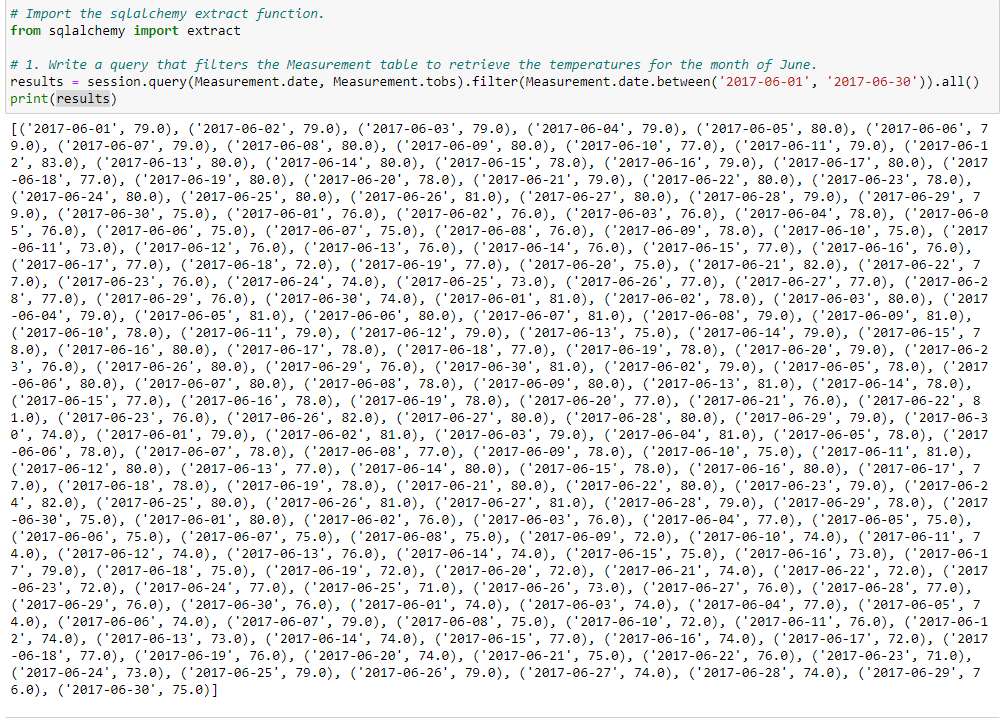 # Import the sqlalchemy extract function.
from sqlalchemy import extract
# 1. Write a query that filters the Measurement table to retrieve the temperatures for the month of June.
results = session.query(Measurement.date, Measurement.tobs).filter(Measurement.date.between('2017-06-01', '2017-06-30')).all()
print(results)
[('2017-06-01', 79.0), ('2017-06-02', 79.0), ('2017-06-03', 79.0), ('2017-06-04', 79.0), ('2017-06-05', 80.0), ('2017-06-06', 7
9.0), ('2017-06-07', 79.0), ('2017-06-08', 80.0), ('2017-06-09', 80.0), ('2017-06-10', 77.0), ('2017-06-11', 79.0), ('2017-06-1
2', 83.0), ('2017-06-13', 80.0), ('2017-06-14', 80.0), ('2017-06-15', 78.0), ('2017-06-16', 79.0), ('2017-06-17', 80.0), ('2017
-06-18', 77.0), ('2017-06-19', 80.0), ('2017-06-20', 78.0), ('2017-06-21', 79.0), ('2017-06-22', 80.0), ('2017-06-23', 78.0),
('2017-06-24', 80.0), ('2017-06-25', 80.0), ('2017-06-26', 81.0), ('2017-06-27', 80.0), ('2017-06-28', 79.0), ('2017-06-29', 7
9.0), ('2017-06-30', 75.0), ('2017-06-01', 76.0), ('2017-06-02', 76.0), ('2017-06-03', 76.0), ('2017-06-04', 78.0), ('2017-06-0
5', 76.0), ('2017-06-06', 75.0), ('2017-06-07', 75.0), ('2017-06-08', 76.0), ('2017-06-09', 78.0), ('2017-06-10', 75.0), ('2017
-06-11', 73.0), ('2017-06-12', 76.0), ('2017-06-13', 76.0), ('2017-06-14', 76.0), ('2017-06-15', 77.0), ('2017-06-16', 76.0),
('2017-06-17', 77.0), ('2017-06-18', 72.0), ('2017-06-19', 77.0), ('2017-06-20', 75.0), ('2017-06-21', 82.0), ('2017-06-22', 7
7.0), ('2017-06-23', 76.0), ('2017-06-24', 74.0), ('2017-06-25', 73.0), ('2017-06-26', 77.0), ('2017-06-27', 77.0), ('2017-06-2
8', 77.0), ('2017-06-29', 76.0), ('2017-06-30', 74.0), ('2017-06-01', 81.0), ('2017-06-02', 78.0), ('2017-06-03', 80.0), ('2017
-06-04', 79.0), ('2017-06-05', 81.0), ('2017-06-06', 80.0), ('2017-06-07', 81.0), ('2017-06-08', 79.0), ('2017-06-09', 81.0),
('2017-06-10', 78.0), ('2017-06-11', 79.0), ('2017-06-12', 79.0), ('2017-06-13', 75.0), ('2017-06-14', 79.0), ('2017-06-15', 7
8.0), ('2017-06-16', 80.0), ('2017-06-17', 78.0), ('2017-06-18', 77.0), ('2017-06-19', 78.0), ('2017-06-20', 79.0), ('2017-06-2
3', 76.0), ('2017-06-26', 80.0), ('2017-06-29', 76.0), ('2017-06-30', 81.0), ('2017-06-02', 79.0), ('2017-06-05', 78.0), ('2017
-06-06', 80.0), ('2017-06-07', 80.0), ('2017-06-08', 78.0), ('2017-06-09', 80.0), ('2017-06-13', 81.0), ('2017-06-14', 78.0),
('2017-06-15', 77.0), ('2017-06-16', 78.0), ('2017-06-19', 78.0), ('2017-06-20', 77.0), ('2017-06-21', 76.0), ('2017-06-22', 8
1.0), ('2017-06-23', 76.0), ('2017-06-26', 82.0), ('2017-06-27', 80.0), ('2017-06-28', 80.0), ('2017-06-29', 79.0), ('2017-06-3
0', 74.0), ('2017-06-01', 79.0), ('2017-06-02', 81.0), ('2017-06-03', 79.0), ('2017-06-04', 81.0), ('2017-06-05', 78.0), ('2017
-06-06', 78.0), ('2017-06-07', 78.0), ('2017-06-08', 77.0), ('2017-06-09', 78.0), ('2017-06-10', 75.0), ('2017-06-11', 81.0),
('2017-06-12', 80.0), ('2017-06-13', 77.0), ('2017-06-14', 80.0), ('2017-06-15', 78.0), ('2017-06-16', 80.0), ('2017-06-17', 7
7.0), ('2017-06-18', 78.0), ('2017-06-19', 78.0), ('2017-06-21', 80.0), ('2017-06-22', 80.0), ('2017-06-23', 79.0), ('2017-06-2
4', 82.0), ('2017-06-25', 80.0), ('2017-06-26', 81.0), ('2017-06-27', 81.0), ('2017-06-28', 79.0), ('2017-06-29', 78.0), ('2017
-06-30', 75.0), ('2017-06-01', 80.0), ('2017-06-02', 76.0), ('2017-06-03', 76.0), ('2017-06-04', 77.0), ('2017-06-05', 75.0),
('2017-06-06', 75.0), ('2017-06-07', 75.0), ('2017-06-08', 75.0), ('2017-06-09', 72.0), ('2017-06-10', 74.0), ('2017-06-11', 7
4.0), ('2017-06-12', 74.0), ('2017-06-13', 76.0), ('2017-06-14', 74.0), ('2017-06-15', 75.0), ('2017-06-16', 73.0), ('2017-06-1
7', 79.0), ('2017-06-18', 75.0), ('2017-06-19', 72.0), ('2017-06-20', 72.0), ('2017-06-21', 74.0), ('2017-06-22', 72.0), ('2017
-06-23', 72.0), ('2017-06-24', 77.0), ('2017-06-25', 71.0), ('2017-06-26', 73.0), ('2017-06-27', 76.0), ('2017-06-28', 77.0),
('2017-06-29', 76.0), ('2017-06-30', 76.0), ('2017-06-01', 74.0), ('2017-06-03', 74.0), ('2017-06-04', 77.0), ('2017-06-05', 7
4.0), ('2017-06-06', 74.0), ('2017-06-07', 79.0), ('2017-06-08', 75.0), ('2017-06-10', 72.0), ('2017-06-11', 76.0), ('2017-06-1
2', 74.0), ('2017-06-13', 73.0), ('2017-06-14', 74.0), ('2017-06-15', 77.0), ('2017-06-16', 74.0), ('2017-06-17', 72.0), ('2017
-06-18', 77.0), ('2017-06-19', 76.0), ('2017-06-20', 74.0), ('2017-06-21', 75.0), ('2017-06-22', 76.0), ('2017-06-23', 71.0),
('2017-06-24', 73.0), ('2017-06-25', 79.0), ('2017-06-26', 79.0), ('2017-06-27', 74.0), ('2017-06-28', 74.0), ('2017-06-29', 7
6.0), ('2017-06-30', 75.0)]